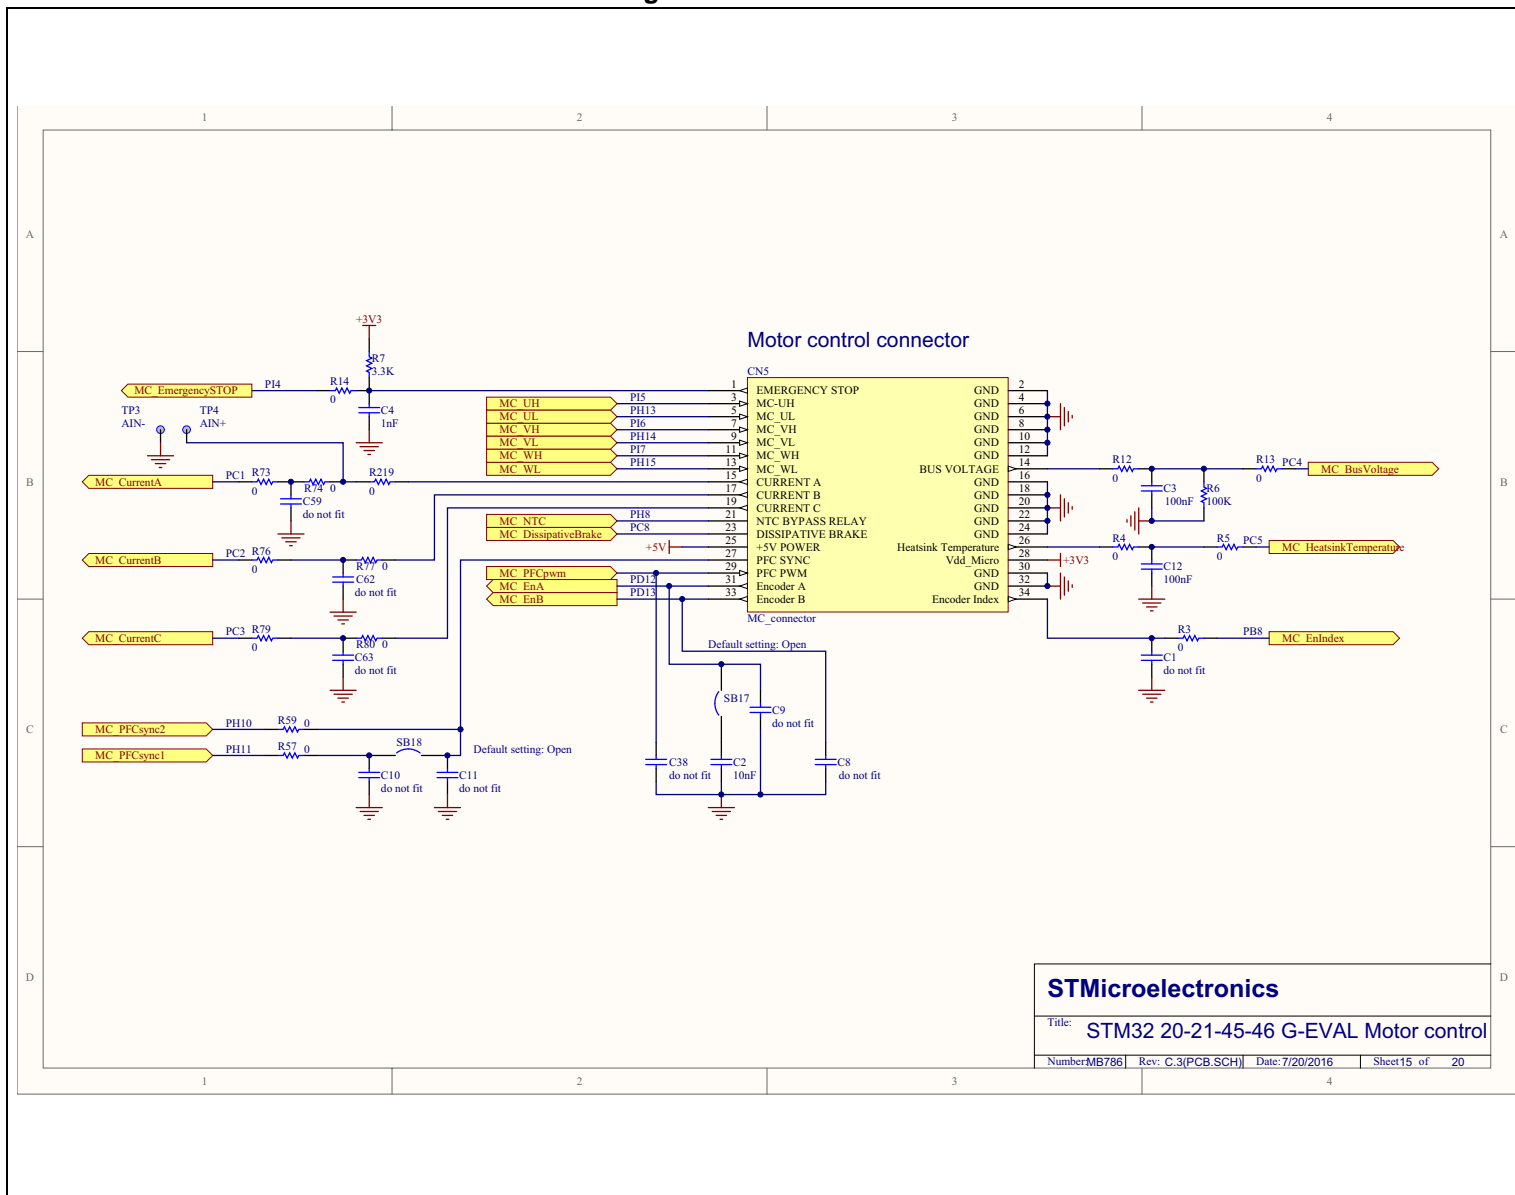 1 2 3 4
A A
+3V3
Motor control connector
R7
3.3K
CN5
MC_EmergencySTOP PI4 R14 0
1 EMERGENCY STOP GND 2
C4
1nF
TP3 TP4
AIN- AIN+
MC_UH PI5 3 MC-UH GND 4
MC_UL PH13 5 MC_UL GND 6
MC_VH PI6 7 MC_VH GND 8
MC_VL PH14 9 MC_VL GND 10
MC_WH PI7 11 MC_WH GND 12
MC_WL PH15 13 MC_WL BUS VOLTAGE 14 R12 0 R13 0 PC4 MC_BusVoltage
B B
MC_CurrentA PC1 R73 0 R74 0 R219 0 15 CURRENT A GND 16
C59
do not fit
C3
100nF
R6
100K
17 CURRENT B GND 18
19 CURRENT C GND 20
MC_NTC PH8 21 NTC BYPASS RELAY GND 22
MC_DissipativeBrake PC8 23 DISSIPATIVE BRAKE GND 24
+5V 25 +5V POWER Heatsink Temperature 26 R4 0 R5 0 PC5 MC_HeatsinkTemperature
MC_CurrentB PC2 R76 0 R77 0 27 PFC SYNC Vdd_Micro 28 +3V3
C62
do not fit
C12
100nF
MC_PFCpwm 29 PFC PWM GND 30
MC_EnA PD12 31 Encoder A GND 32
MC_EnB PD13 33 Encoder B Encoder Index 34
MC_connector
MC_CurrentC PC3 R79 0 R80 0
C63
do not fit
Default setting: Open
R3 0 PB8 MC_EnIndex
C1
do not fit
SB17
C9
do not fit
C C
MC_PFCsync2 PH10 R59 0
MC_PFCsync1 PH11 R57 0 SB18 Default setting: Open
C10
do not fit
C11
do not fit
C38
do not fit
C2
10nF
C8
do not fit
D D
STMicroelectronics
Title: STM32 20-21-45-46 G-EVAL Motor control
Number:MB786 Rev: C.3(PCB.SCH) Date:7/20/2016 Sheet15 of 20
1 2 3 4